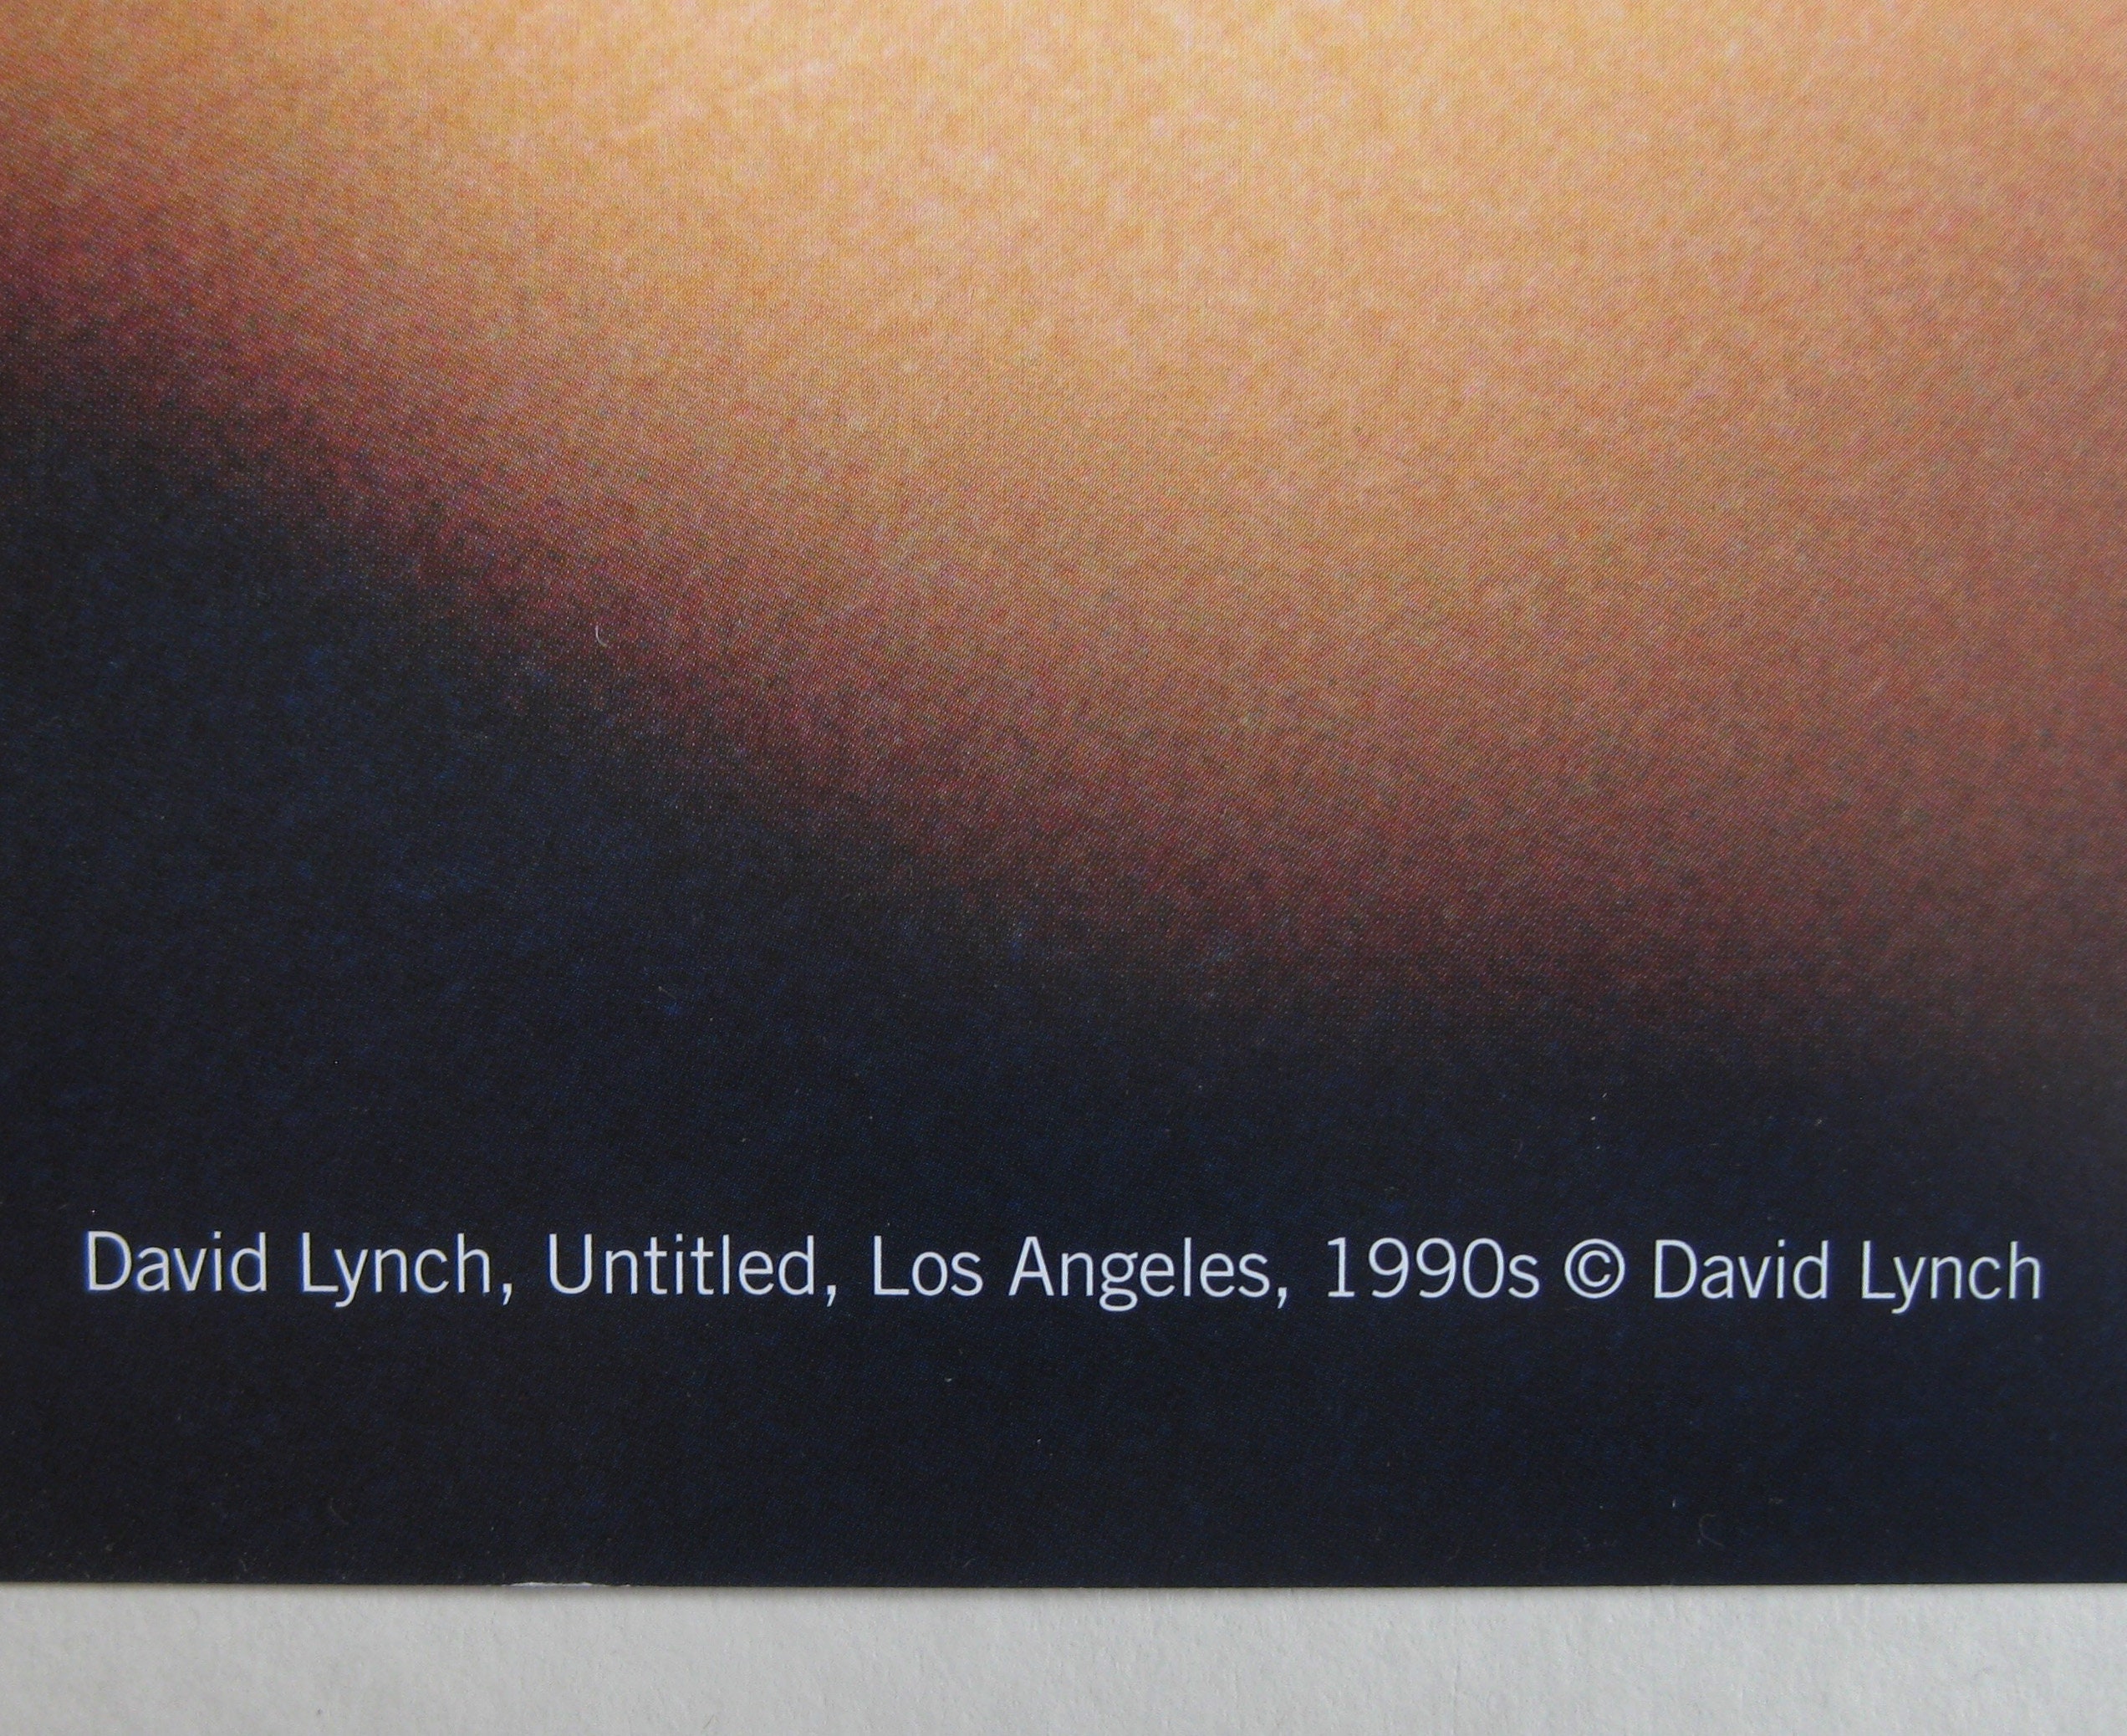 David Lynch, Untitled, Los Angeles, 1990s © David Lynch